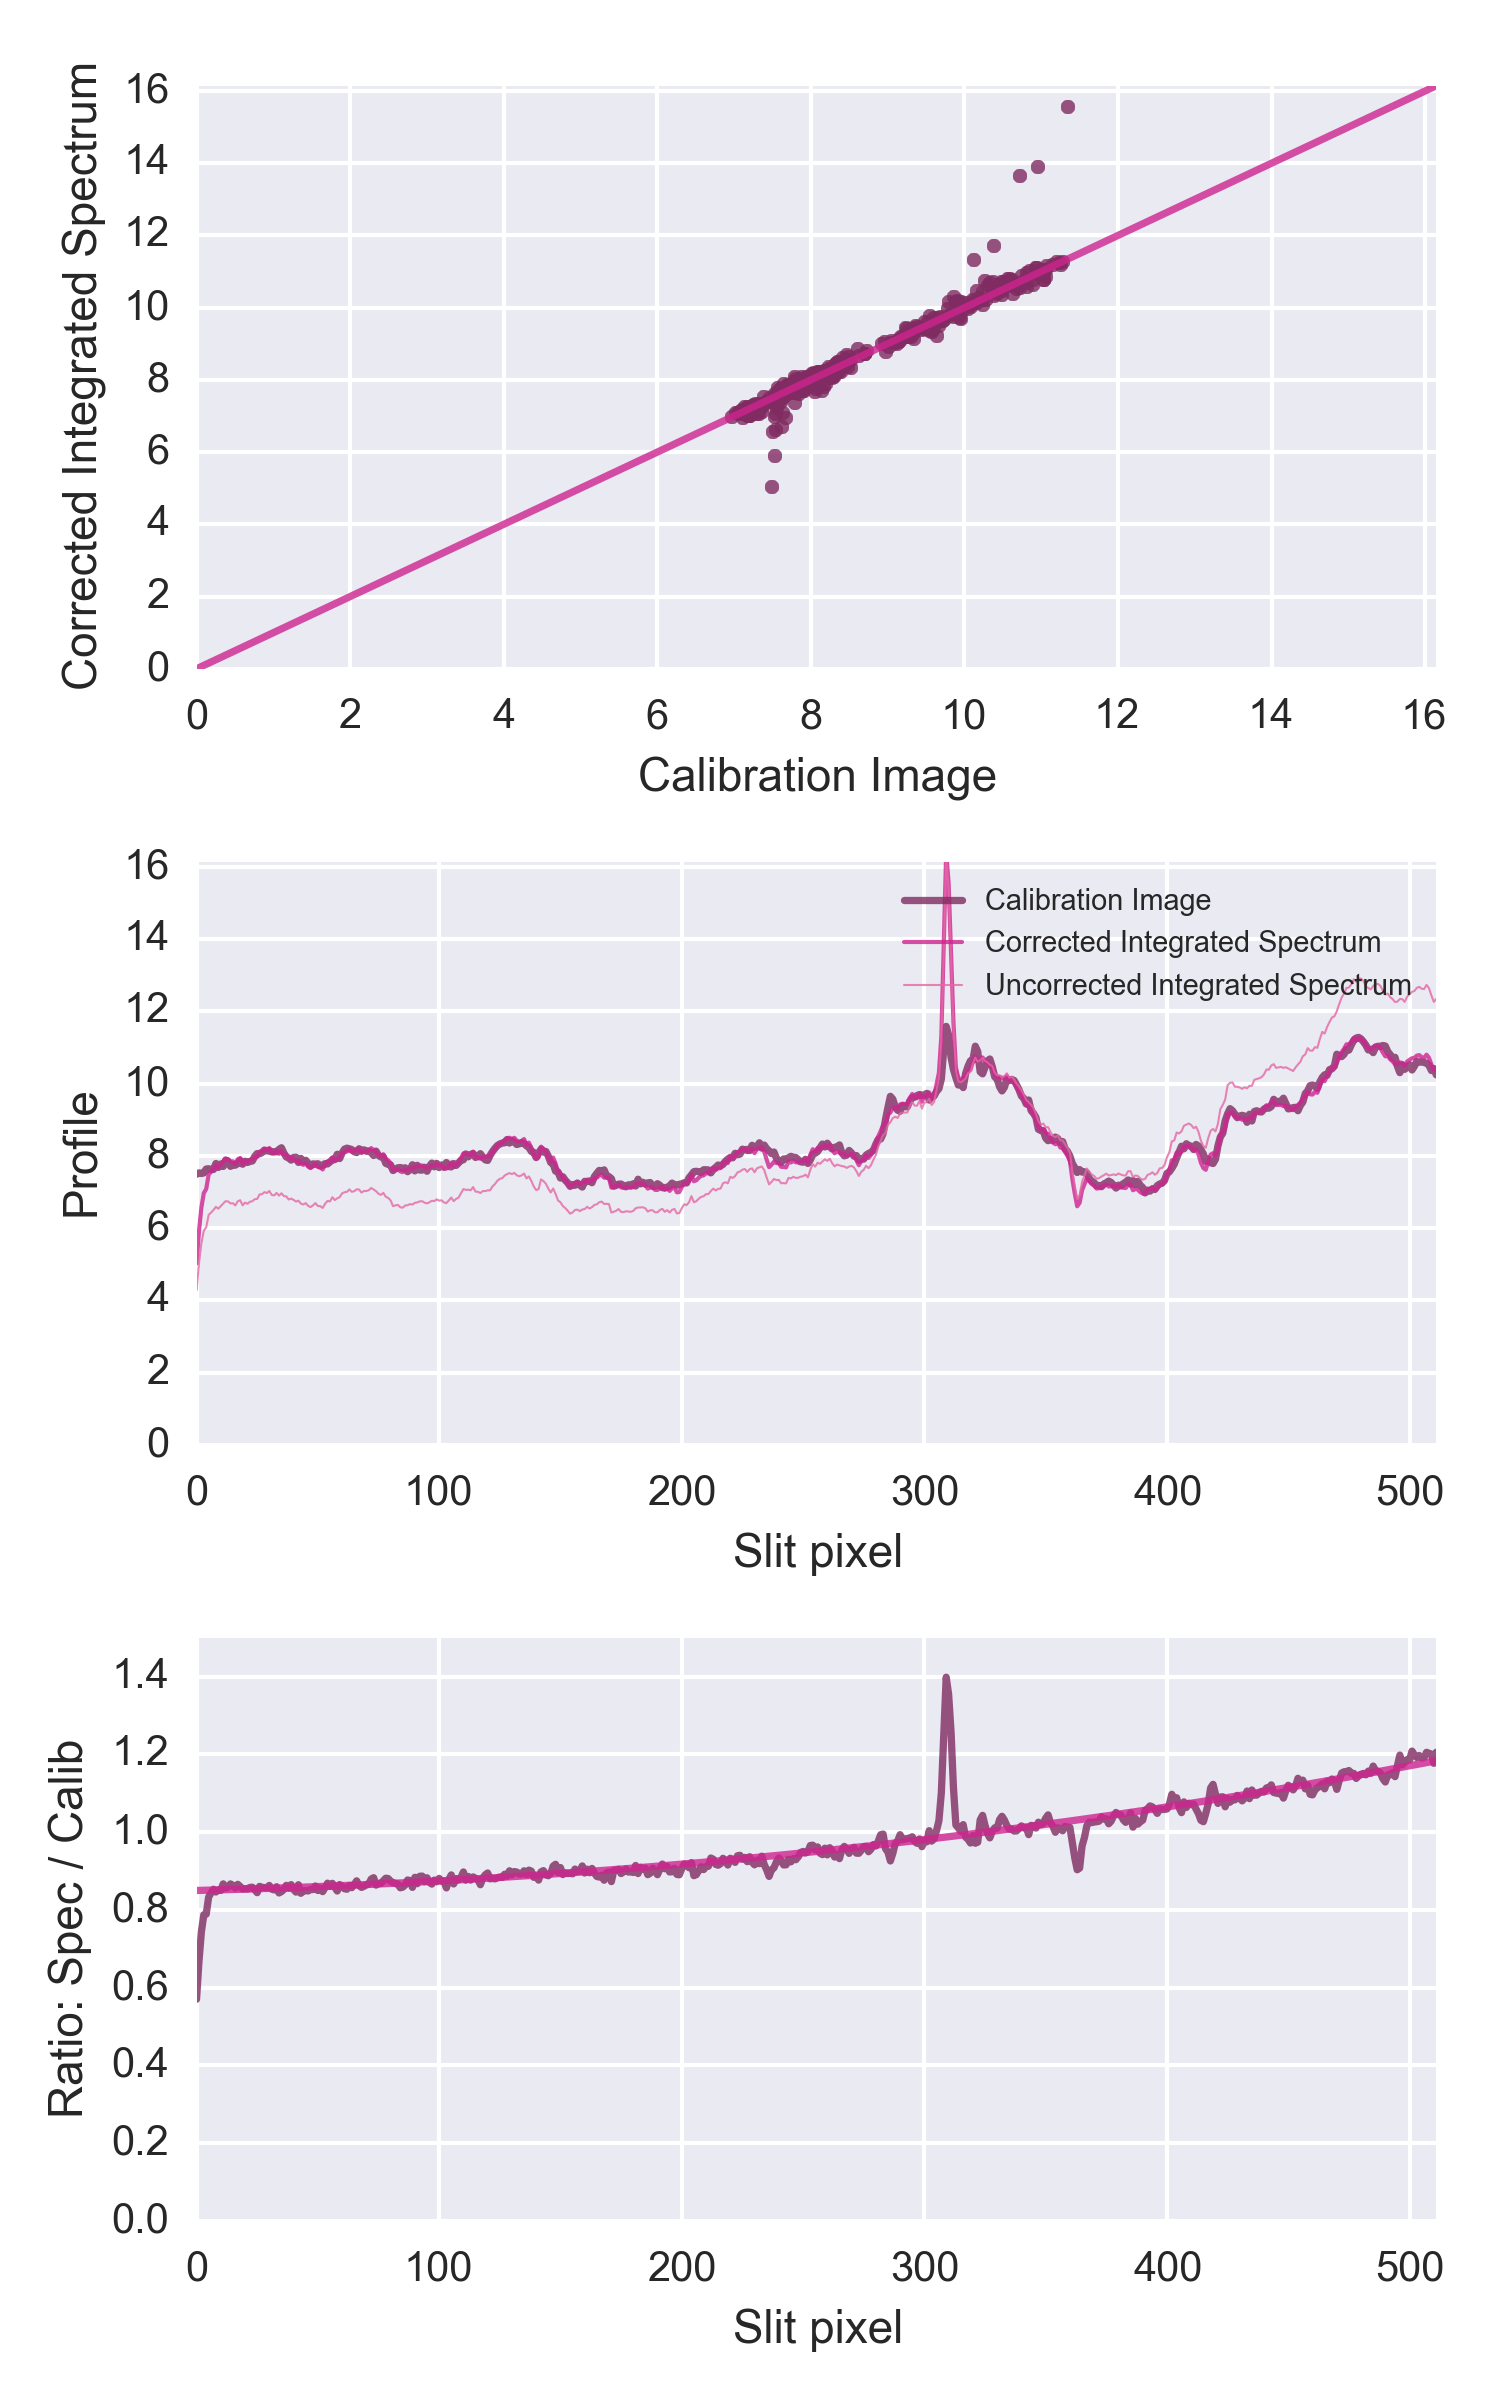 Corrected Integrated Spectrum
16
14
12
10
8
6
4
2
0
0 2 4 6 8 10 12 14 16
Calibration Image
Profile
16
14
12
10
8
6
4
2
0
Calibration Image
Corrected Integrated Spectrum
Uncorrected Integrated Spectrum
0 100 200 300 400 500
Slit pixel
Ratio: Spec / Calib
1.4
1.2
1.0
0.8
0.6
0.4
0.2
0.0
0 100 200 300 400 500
Slit pixel